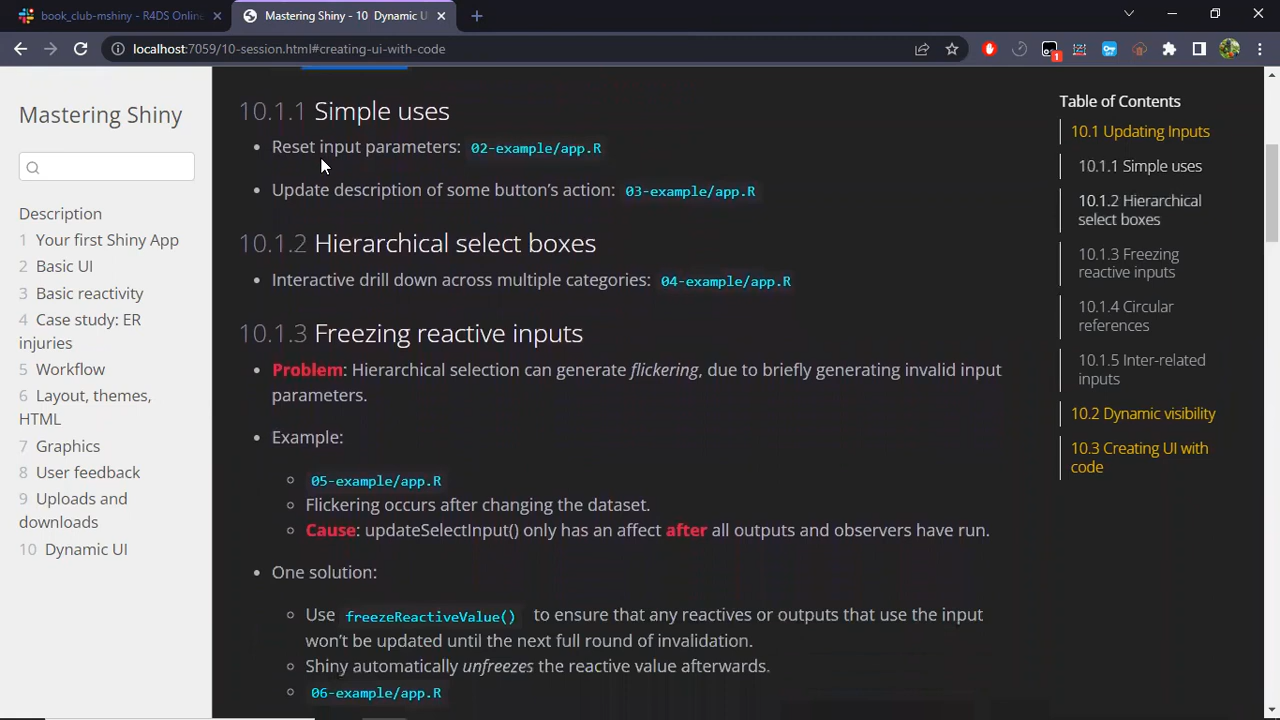 book_club-mshiny - R4DS Onlin
Mastering Shiny - 10 Dynamic U
localhost:7059/10-session.html#creating-ui-with-code
1
Mastering Shiny
Description
1 Your first Shiny App
2 Basic UI
3 Basic reactivity
4 Case study: ER
injuries
5 Workflow
6 Layout, themes,
HTML
7 Graphics
8 User feedback
9 Uploads and
downloads
10 Dynamic UI
10.1.1 Simple uses
Reset input parameters: 02-example/app.R
Update description of some button's action: 03-example/app.R
10.1.2 Hierarchical select boxes
Interactive drill down across multiple categories: 04-example/app.R
10.1.3 Freezing reactive inputs
Problem: Hierarchical selection can generate flickering, due to briefly generating invalid input
parameters.
Example:
05-example/app.R
Flickering occurs after changing the dataset.
Cause: updateSelectInput() only has an affect after all outputs and observers have run.
One solution:
Use freezeReactiveValue() to ensure that any reactives or outputs that use the input
won't be updated until the next full round of invalidation.
Shiny automatically unfreezes the reactive value afterwards.
06-example/app.R
Table of Contents
10.1 Updating Inputs
10.1.1 Simple uses
10.1.2 Hierarchical
select boxes
10.1.3 Freezing
reactive inputs
10.1.4 Circular
references
10.1.5 Inter-related
inputs
10.2 Dynamic visibility
10.3 Creating UI with
code